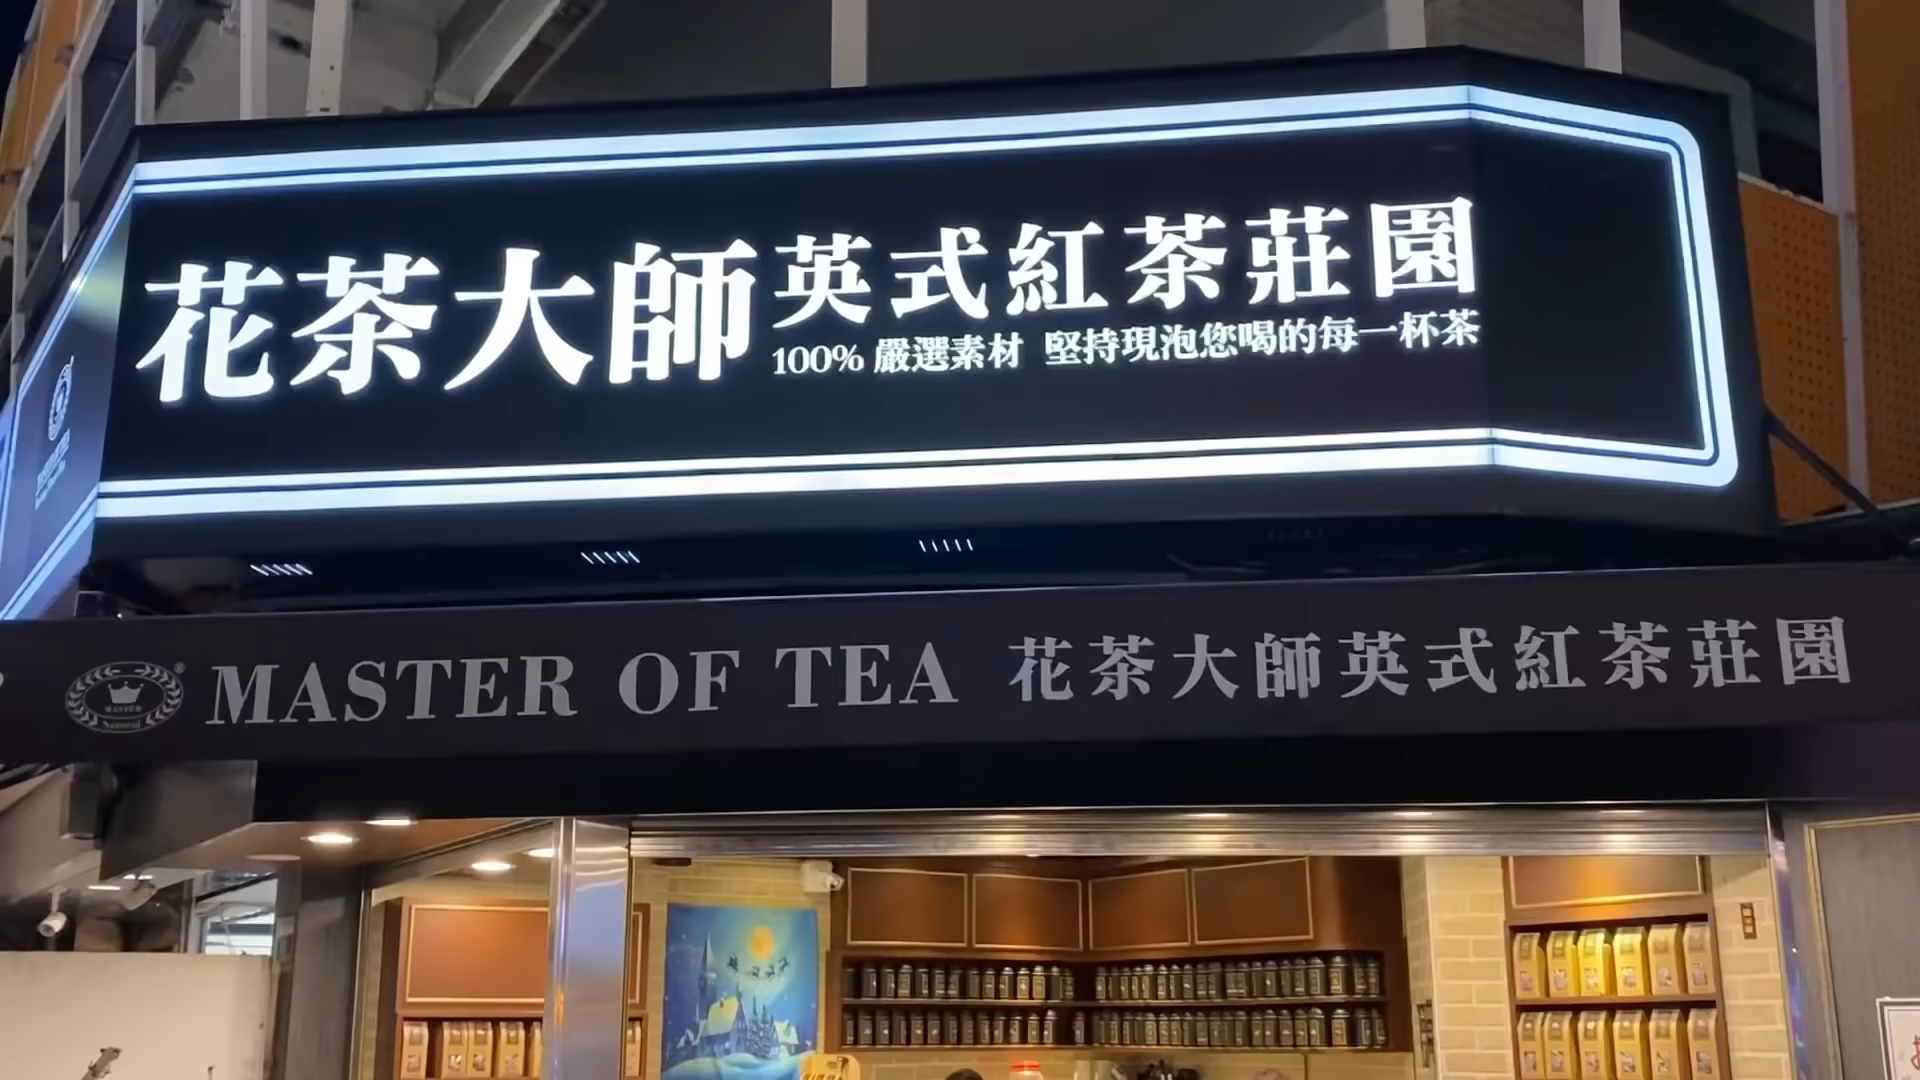 花茶大師 英式紅茶莊園
100% 嚴選素材 堅持現泡您喝的每一杯茶
MASTER OF TEA 花茶大師英式紅茶莊園
MASTER
Natural